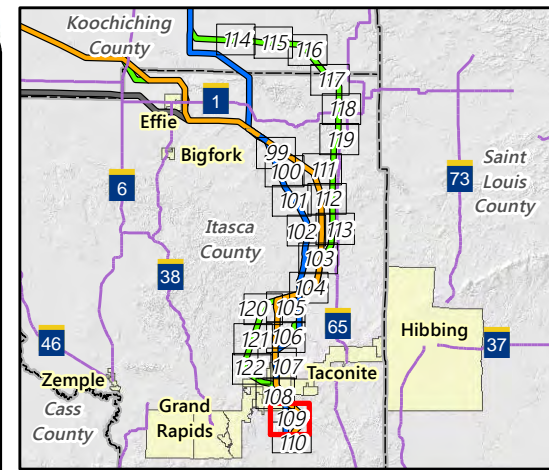 Koochiching
County
114
115
116
117
1
118
Effie
119
99
Bigfork
100
111
Saint
Louis
County
73
6
101
112
Itasca
County
102
113
38
103
104
120
105
46
121
106
65
Hibbing
37
122
107
Taconite
Zemple
Cass
County
108
Grand
Rapids
109
110